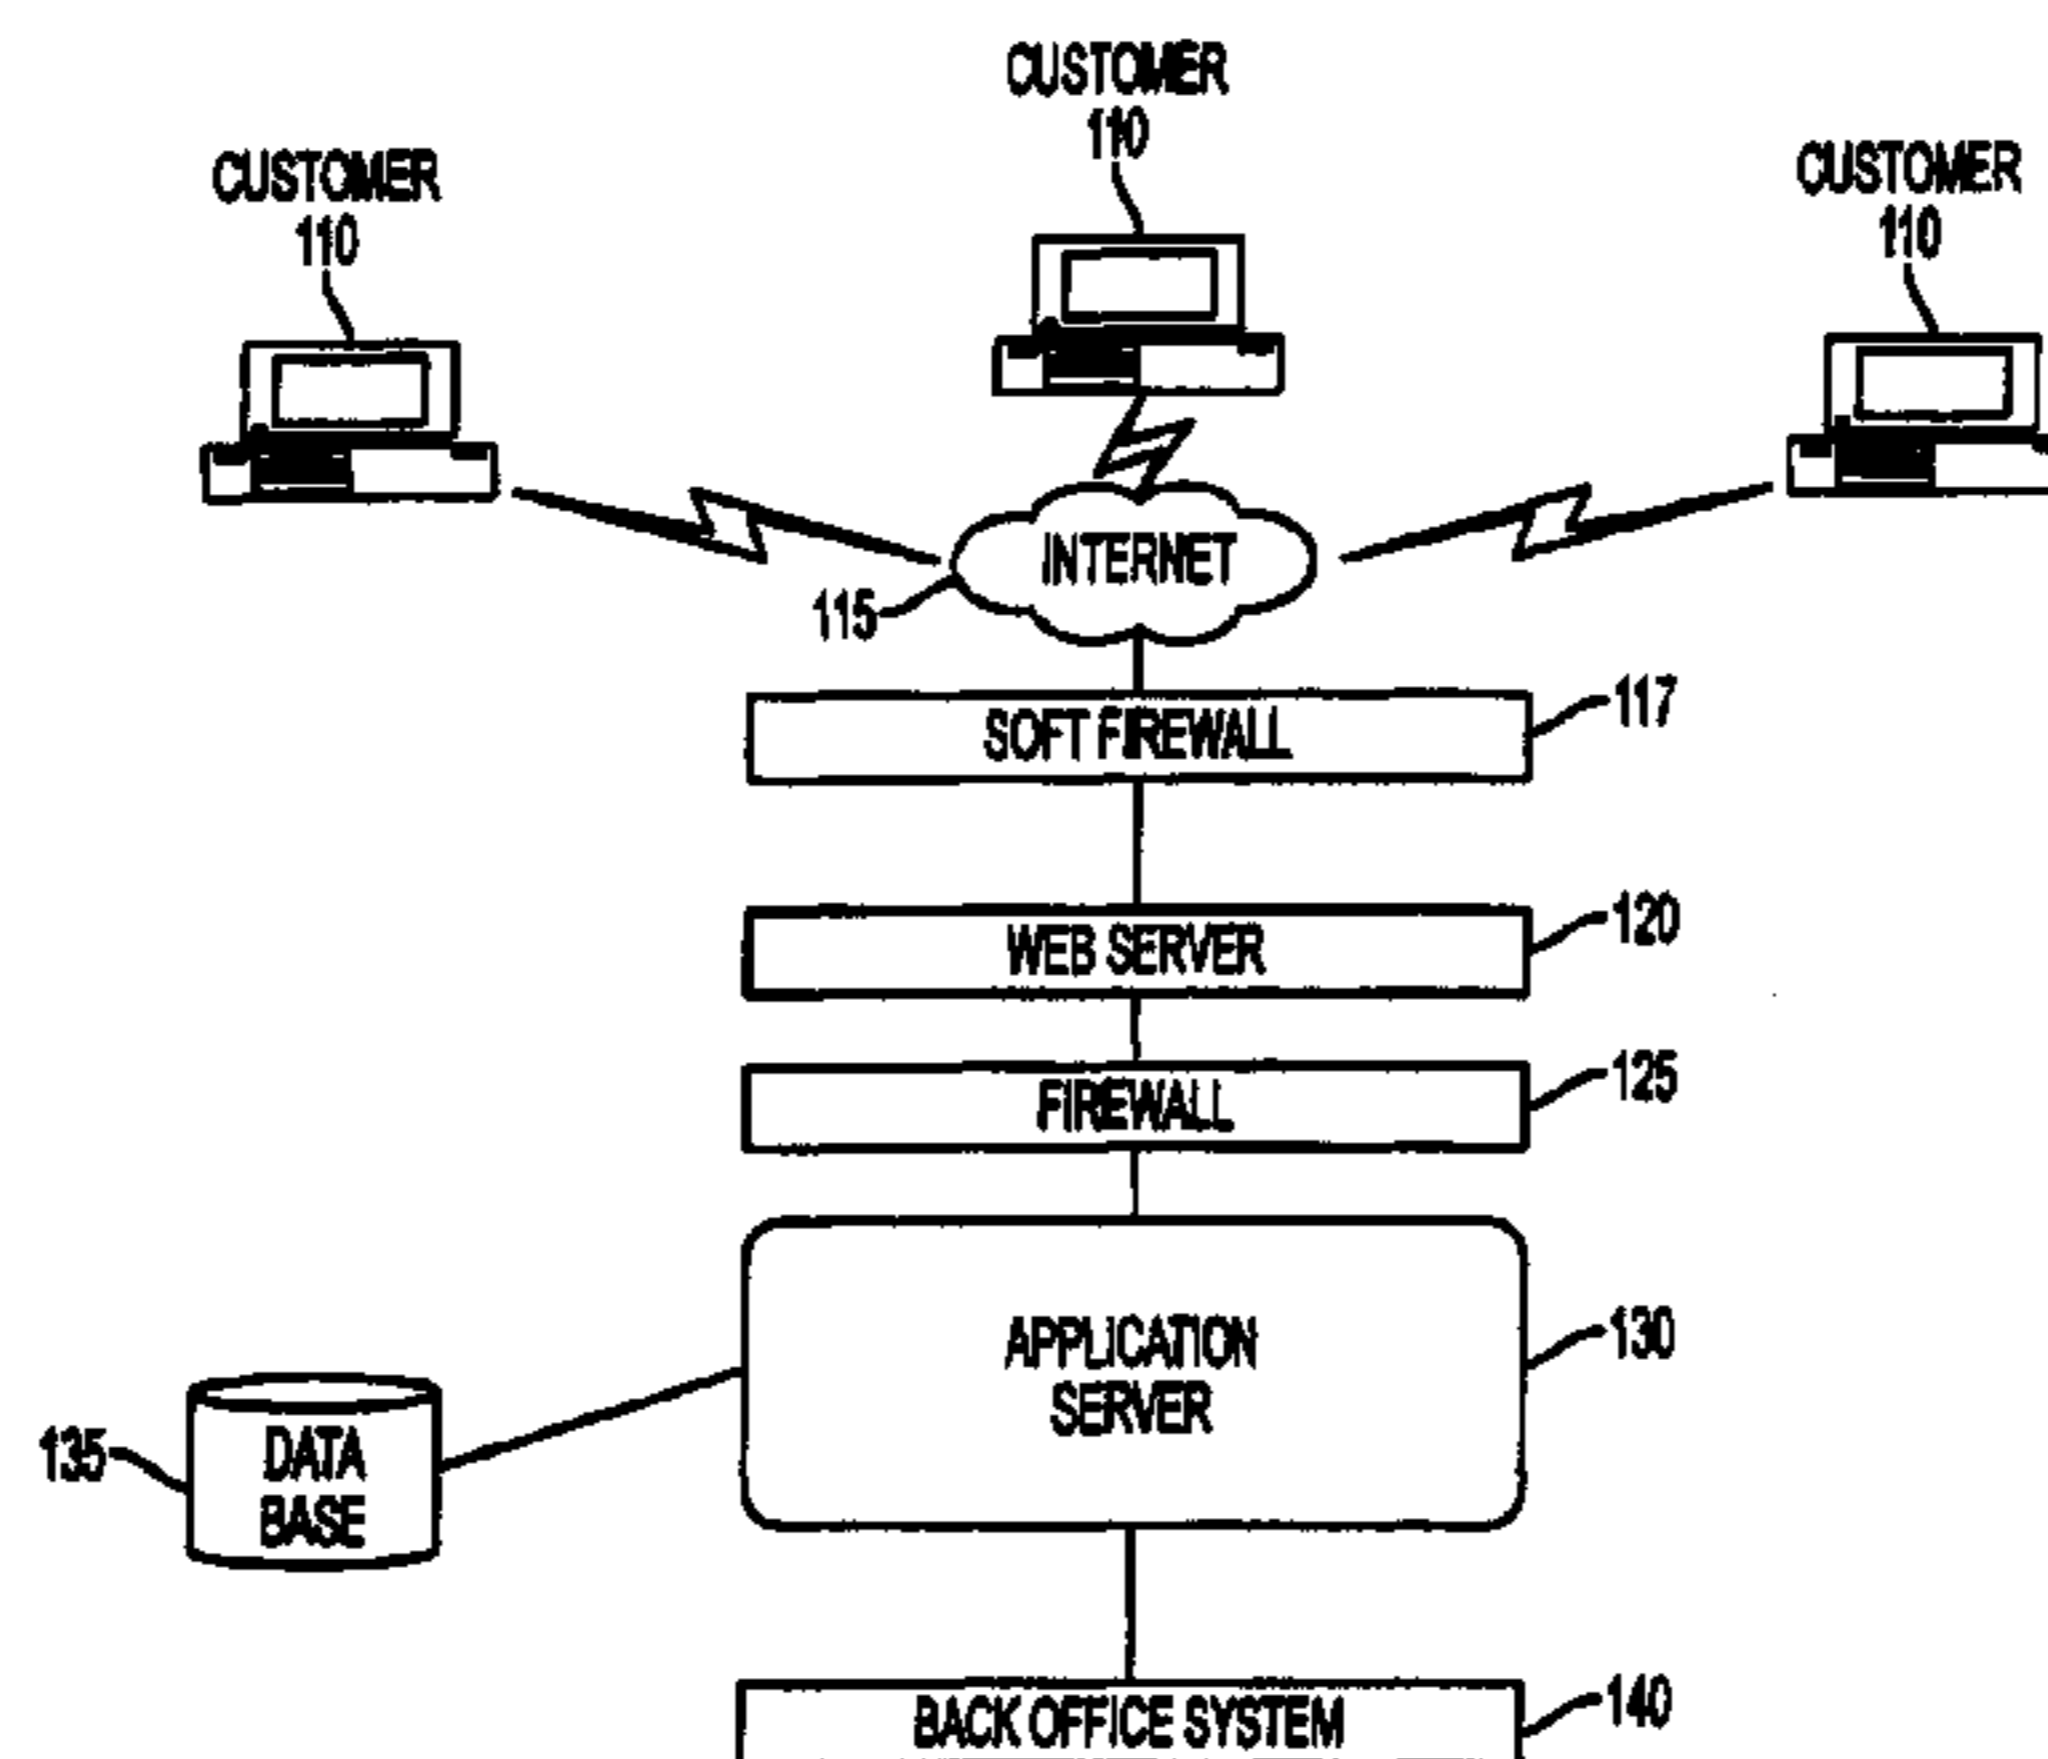 CUSTOMER
110
CUSTOMER
110
CUSTOMER
110
INTERNET
115
SOFT FIREWALL
117
WEB SERVER
120
FIREWALL
125
APPLICATION
SERVER
130
DATA
BASE
135
BACK OFFICE SYSTEM
140